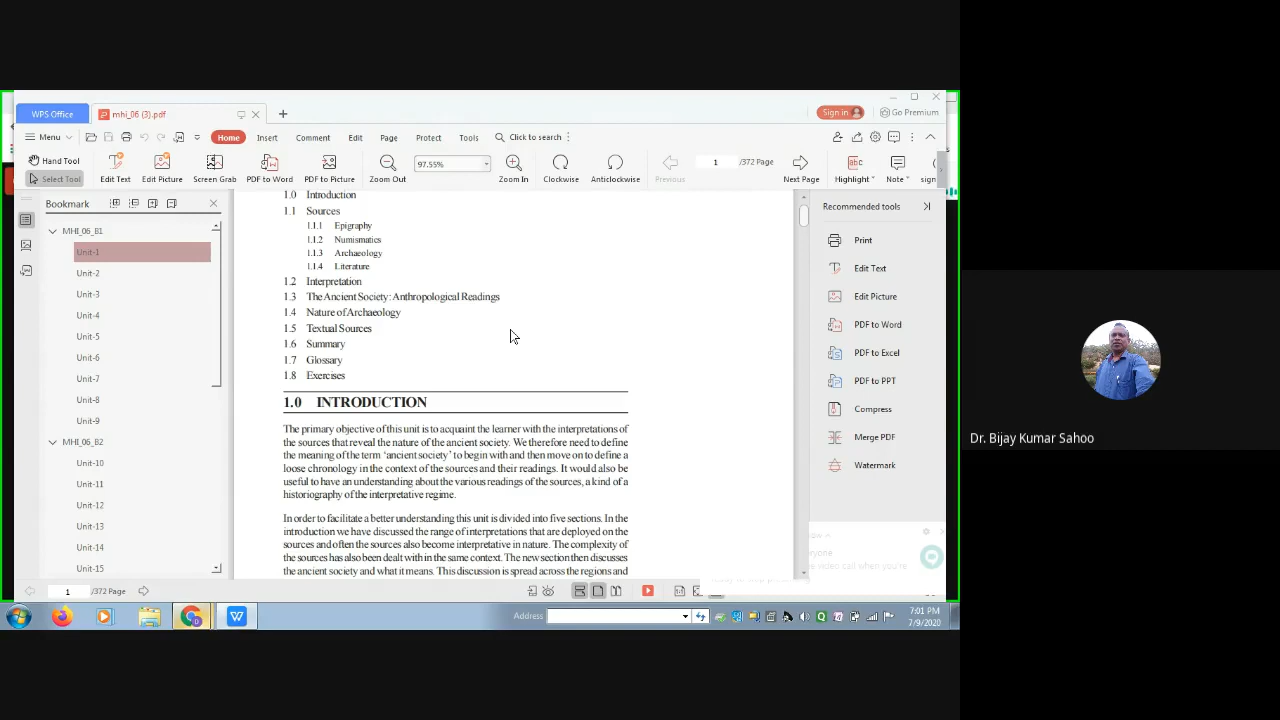 WPS Office
mhi_06 (3).pdf
Sign in
Go Premium
Menu
Home
Insert
Comment
Edit
Page
Protect
Tools
Click to search
Hand Tool
Select Tool
Edit Text
Edit Picture
Screen Grab
PDF to Word
PDF to Picture
Zoom Out
97.55%
Zoom In
Clockwise
Anticlockwise
Previous
1
/372 Page
Next Page
Highlight
Note
sign
Bookmark
MHI_06_B1
Unit-1
Unit-2
Unit-3
Unit-4
Unit-5
Unit-6
Unit-7
Unit-8
Unit-9
MHI_06_B2
Unit-10
Unit-11
Unit-12
Unit-13
Unit-14
Unit-15
1.0 Introduction
1.1 Sources
1.1.1 Epigraphy
1.1.2 Numismatics
1.1.3 Archaeology
1.1.4 Literature
1.2 Interpretation
1.3 The Ancient Society: Anthropological Readings
1.4 Nature of Archaeology
1.5 Textual Sources
1.6 Summary
1.7 Glossary
1.8 Exercises
1.0 INTRODUCTION
The primary objective of this unit is to acquaint the learner with the interpretations of
the sources that reveal the nature of the ancient society. We therefore need to define
the meaning of the term ‘ancient society’ to begin with and then move on to define a
loose chronology in the context of the sources and their readings. It would also be
useful to have an understanding about the various readings of the sources, a kind of a
historiography of the interpretative regime.
In order to facilitate a better understanding this unit is divided into five sections. In the
introduction we have discussed the range of interpretations that are deployed on the
sources and often the sources also become interpretative in nature. The complexity of
the sources has also been dealt with in the same context. The new section then discusses
the ancient society and what it means. This discussion is spread across the regions and
Recommended tools
Print
Edit Text
Edit Picture
PDF to Word
PDF to Excel
PDF to PPT
Compress
Merge PDF
Watermark
video call when you're
1
/372 Page
Address
7:01 PM
7/9/2020
Dr. Bijay Kumar Sahoo